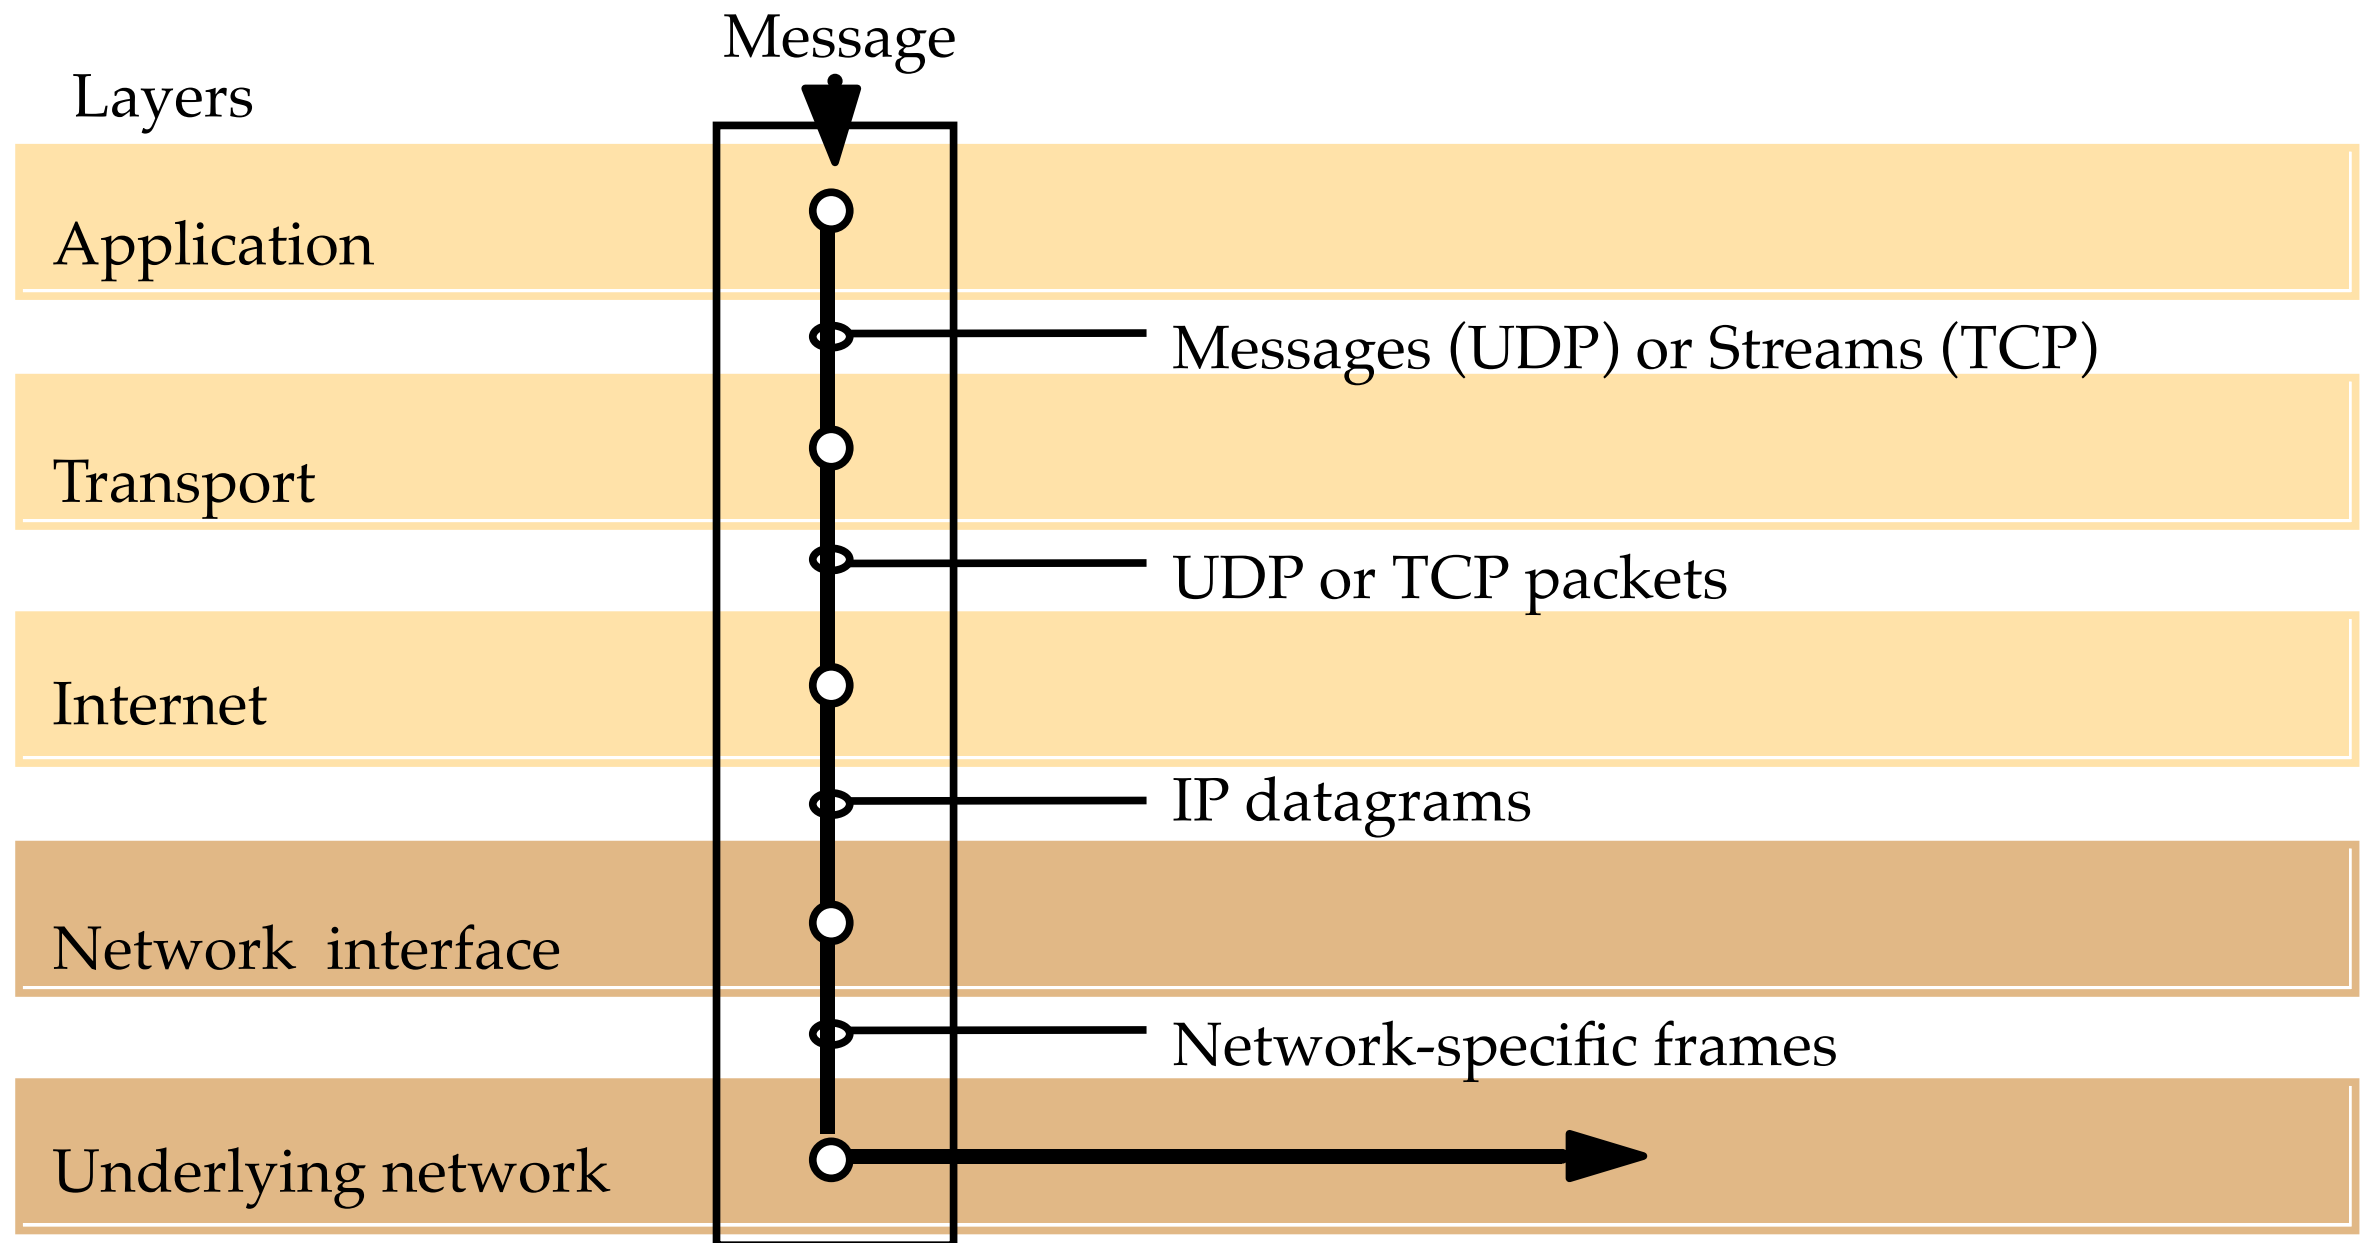 Message
Layers
Application
Messages (UDP) or Streams (TCP)
Transport
UDP or TCP packets
Internet
IP datagrams
Network interface
Network-specific frames
Underlying network